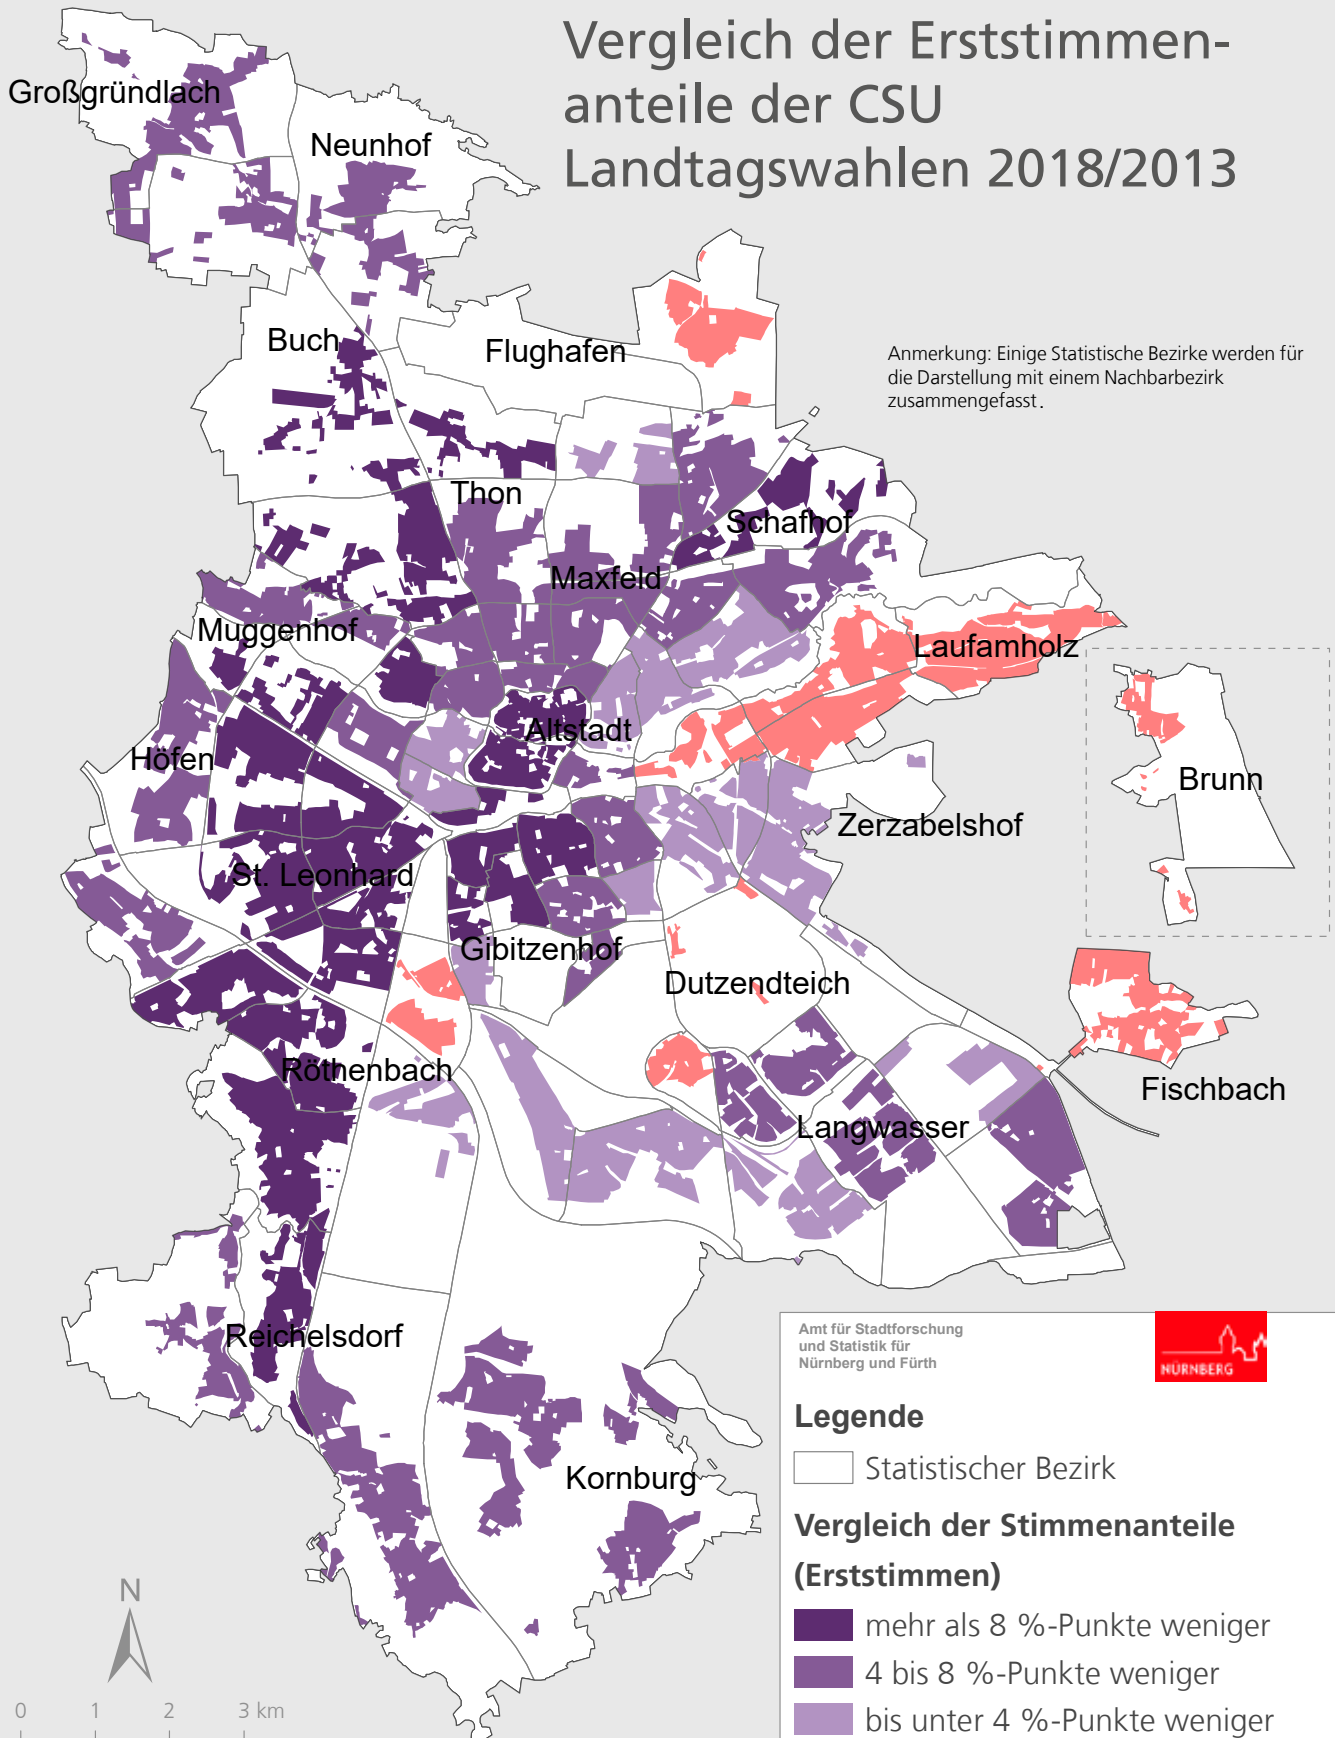 Vergleich der Erststimmen-
anteile der CSU
Landtagswahlen 2018/2013
Großgründlach
Neunhof
Buch
Flughafen
Anmerkung: Einige Statistische Bezirke werden für
die Darstellung mit einem Nachbarbezirk
zusammengefasst.
Thon
Schafhof
Maxfeld
Muggenhof
Laufamholz
Altstadt
Höfen
Brunn
Zerzabelshof
St. Leonhard
Gibitzenhof
Dutzendteich
Röthenbach
Fischbach
Langwasser
Reichelsdorf
Kornburg
Amt für Stadtforschung
und Statistik für
Nürnberg und Fürth
NÜRNBERG
Legende
Statistischer Bezirk
Vergleich der Stimmenanteile
(Erststimmen)
mehr als 8 %-Punkte weniger
4 bis 8 %-Punkte weniger
bis unter 4 %-Punkte weniger
N
0 1 2 3 km